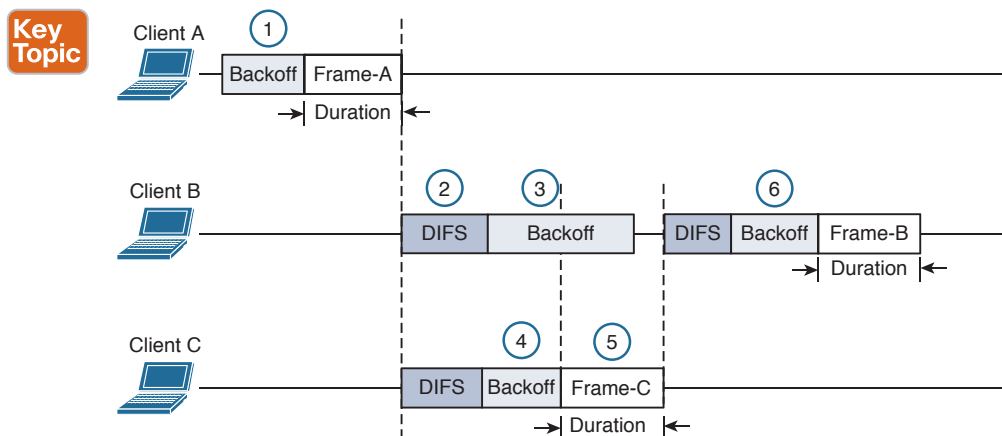 Key
Topic
Client A
1
Backoff
Frame-A
Duration
Client B
2
3
6
DIFS
Backoff
DIFS
Backoff
Frame-B
Duration
Client C
4
5
DIFS
Backoff
Frame-C
Duration